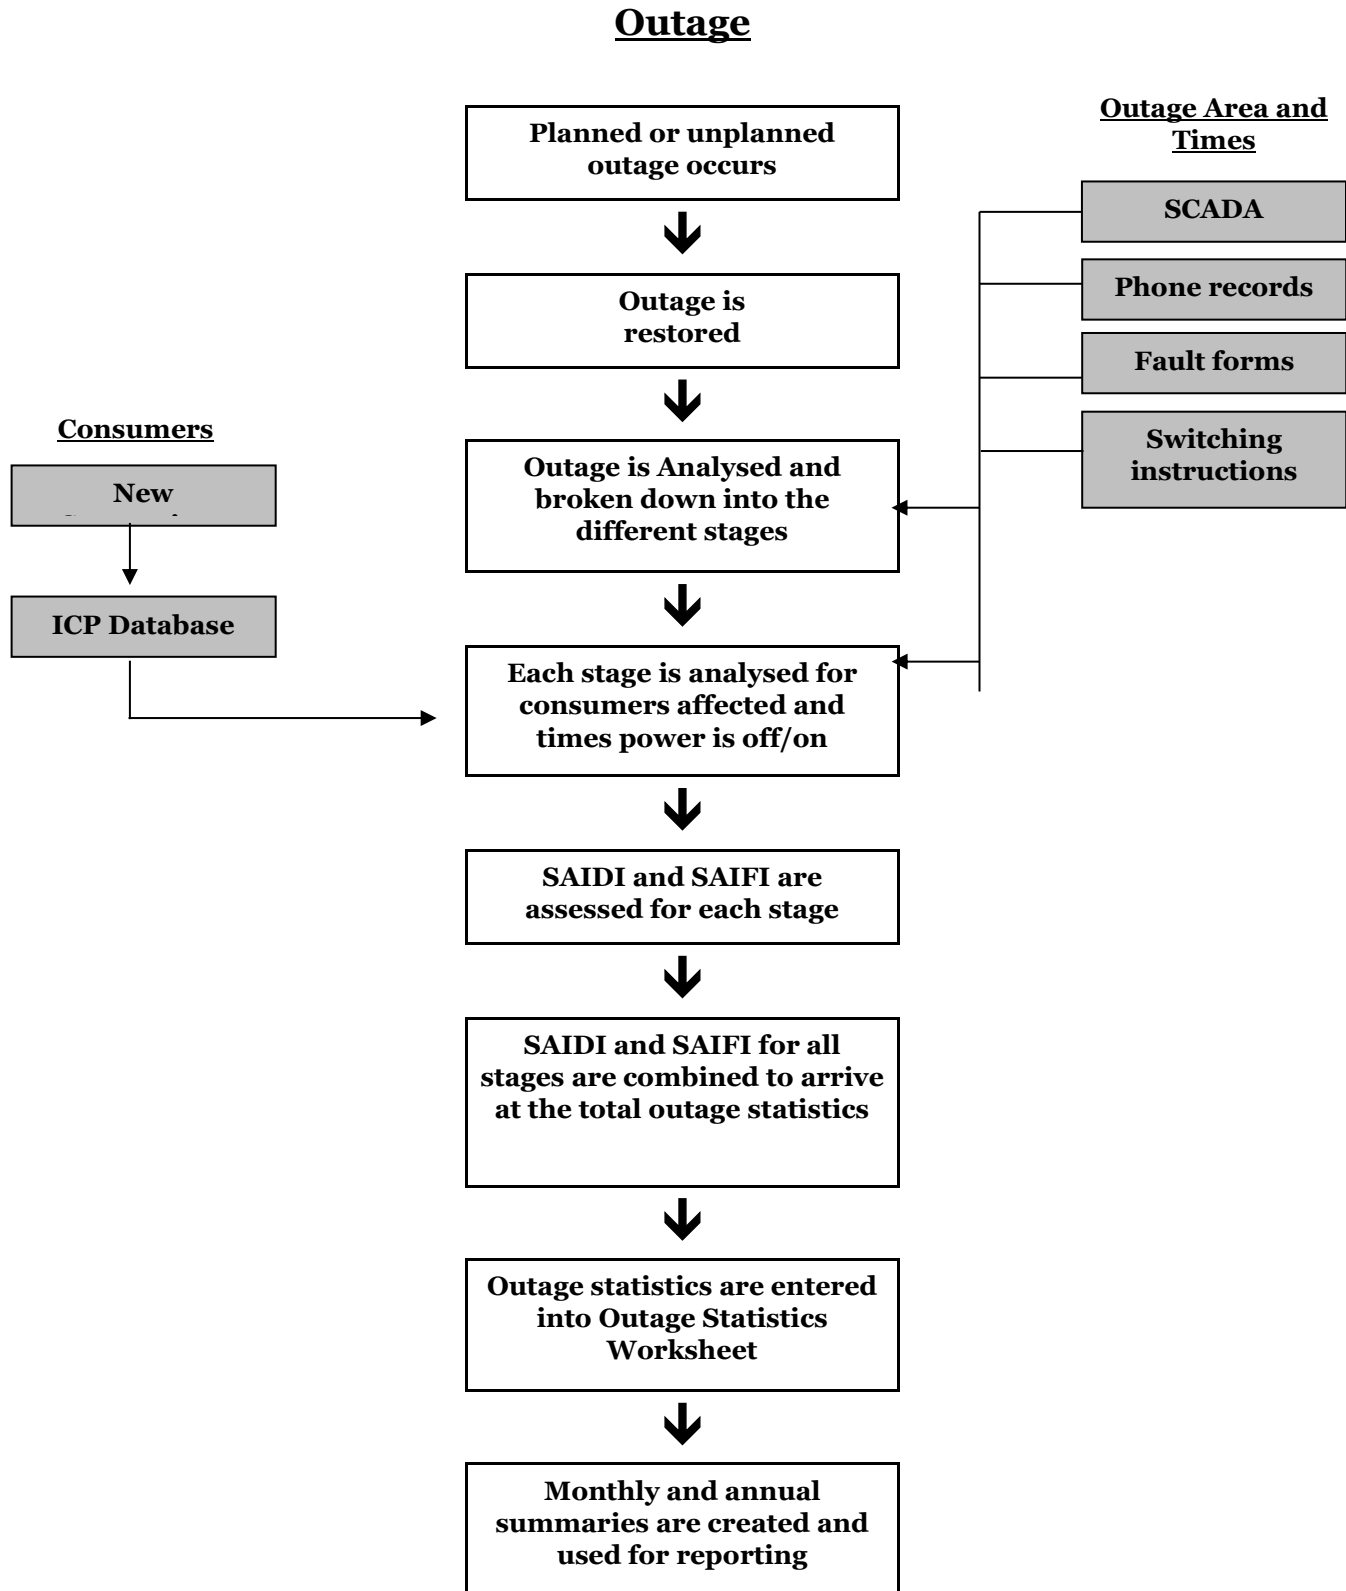 Outage
Planned or unplanned
outage occurs
Outage is
restored
Outage is Analysed and
broken down into the
different stages
Each stage is analysed for
consumers affected and
times power is off/on
SAIDI and SAIFI are
assessed for each stage
SAIDI and SAIFI for all
stages are combined to arrive
at the total outage statistics
Outage statistics are entered
into Outage Statistics
Worksheet
Monthly and annual
summaries are created and
used for reporting
Consumers
New
ICP Database
Outage Area and
Times
SCADA
Phone records
Fault forms
Switching
instructions